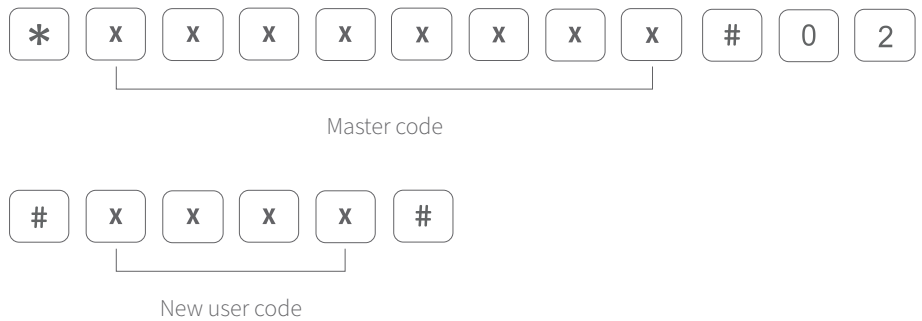 * x x x x x x x x # 0 2
Master code
# x x x x #
New user code